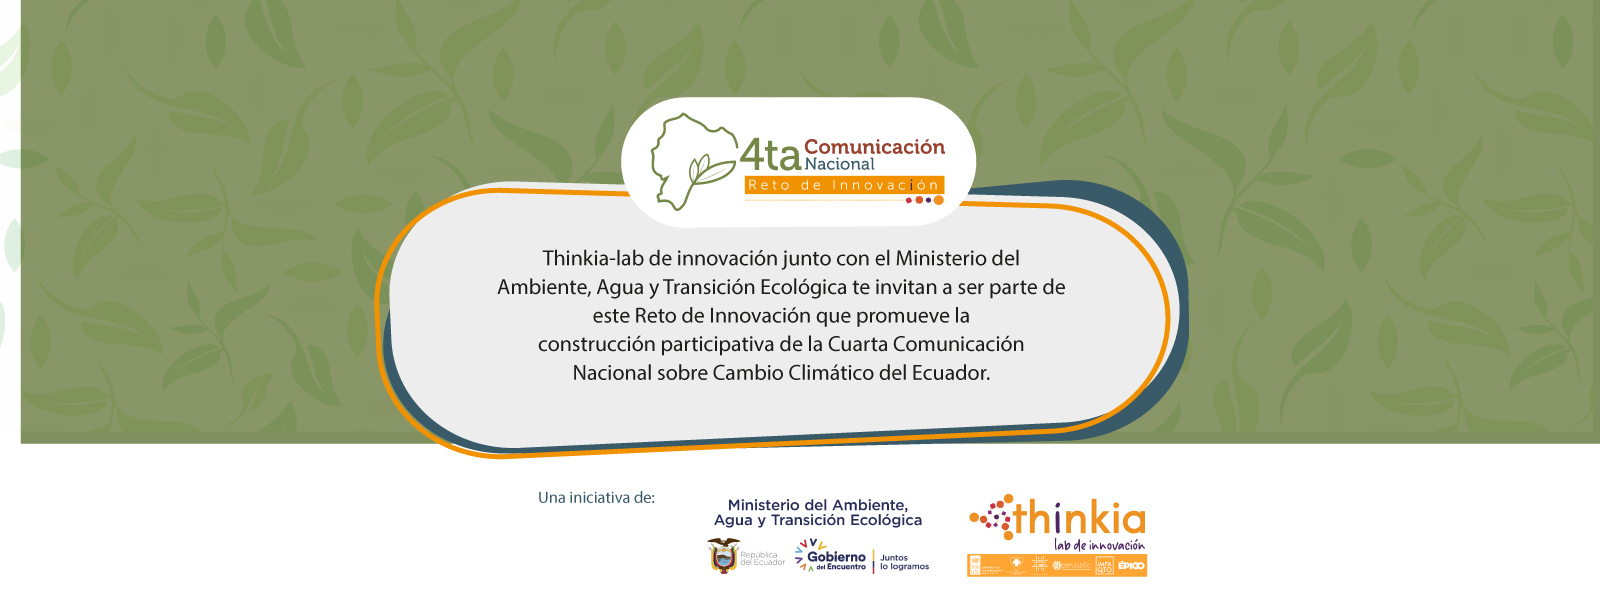 4ta Comunicación
Nacional
Reto de Innovación
Thinkia-lab de innovación junto con el Ministerio del
Ambiente, Agua y Transición Ecológica te invitan a ser parte de
este Reto de Innovación que promueve la
construcción participativa de la Cuarta Comunicación
Nacional sobre Cambio Climático del Ecuador.
Una iniciativa de:
Ministerio del Ambiente,
Agua y Transición Ecológica
República
del Ecuador
Gobierno
del Encuentro
Juntos
lo logramos
thinkia
lab de innovación
IMPA
QTO
ÉPICO